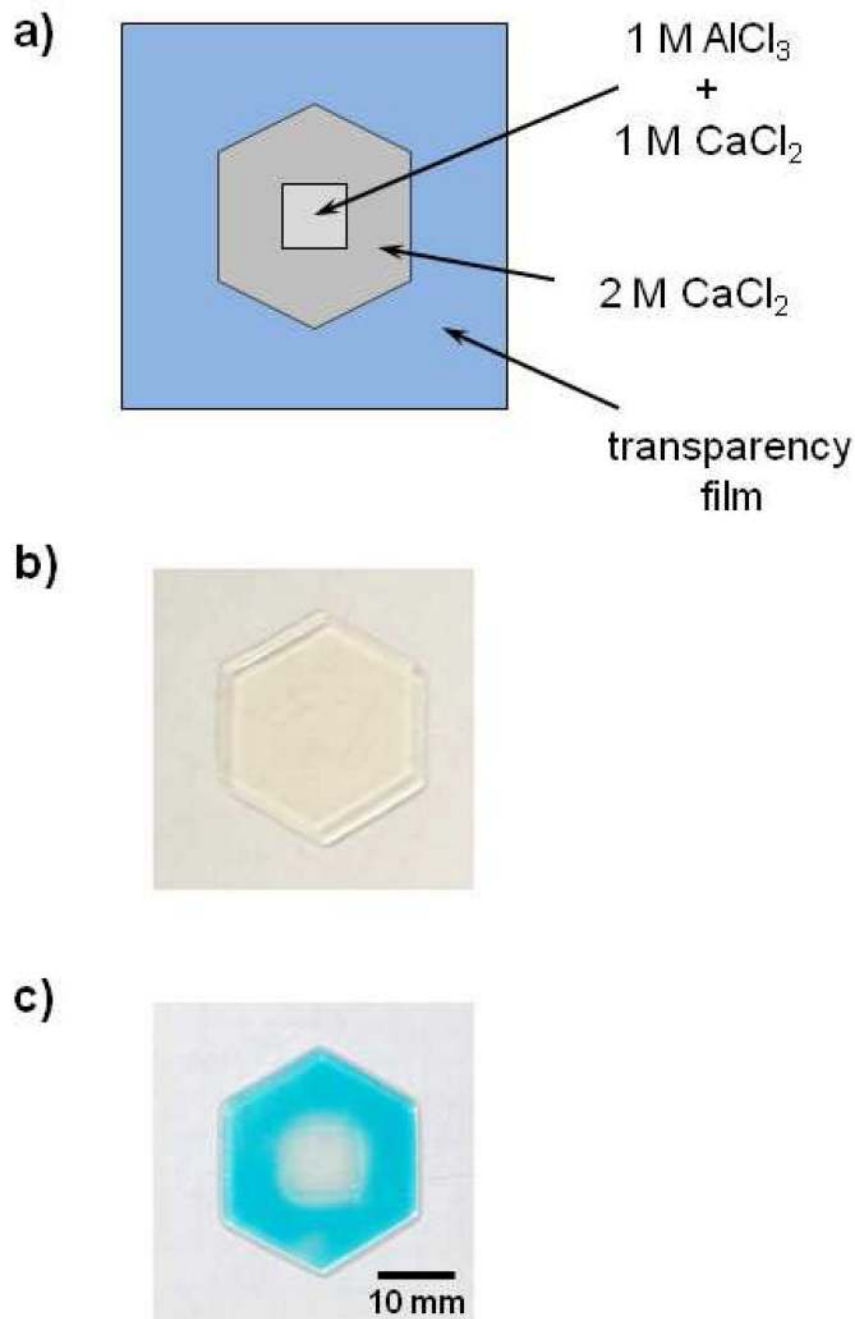 a)
1 M AlCl₃
+
1 M CaCl₂
2 M CaCl₂
transparency
film
b)
c)
10 mm